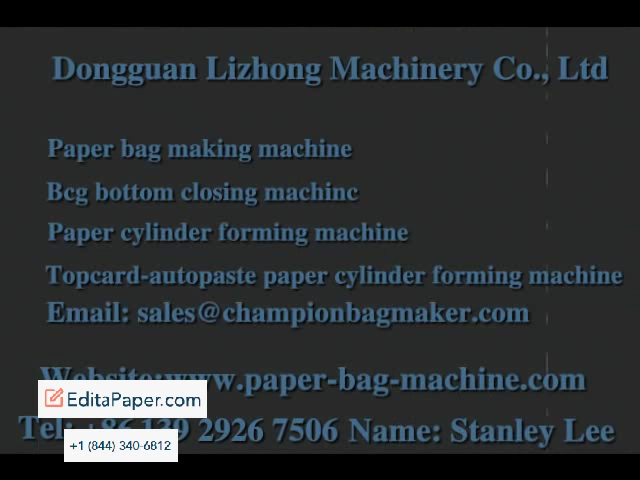 Dongguan Lizhong Machinery Co., Ltd
Paper bag making machine
Bcg bottom closing machinc
Paper cylinder forming machine
Topcard-autopaste paper cylinder forming machine
Email: sales@championbagmaker.com
Website:www.paper-bag-machine.com
EditaPaper.com
Tel: +86 139 2926 7506 Name: Stanley Lee
+1 (844) 340-6812